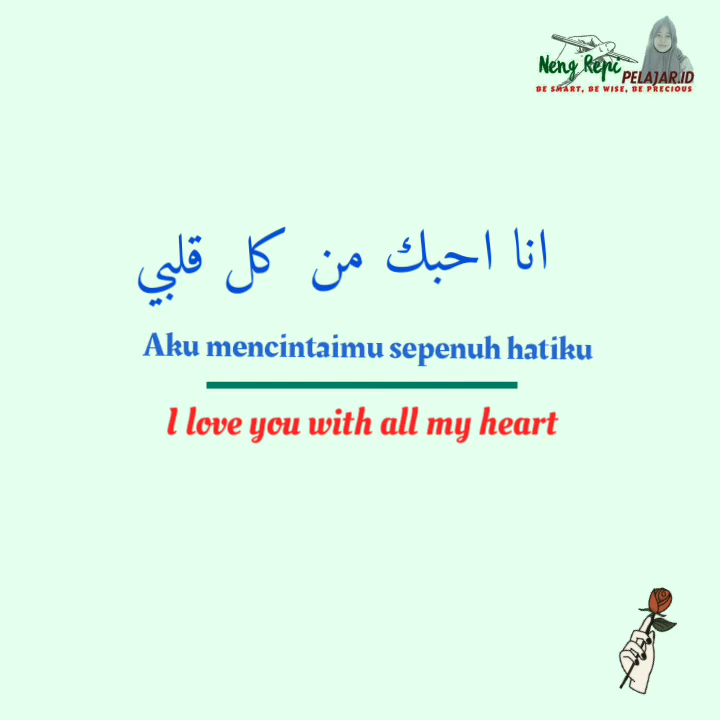 Neng Repi
PELAJAR.ID
BE SMART, BE WISE, BE PRECIOUS
انا احبك من كل قلبي
Aku mencintaimu sepenuh hatiku
I love you with all my heart